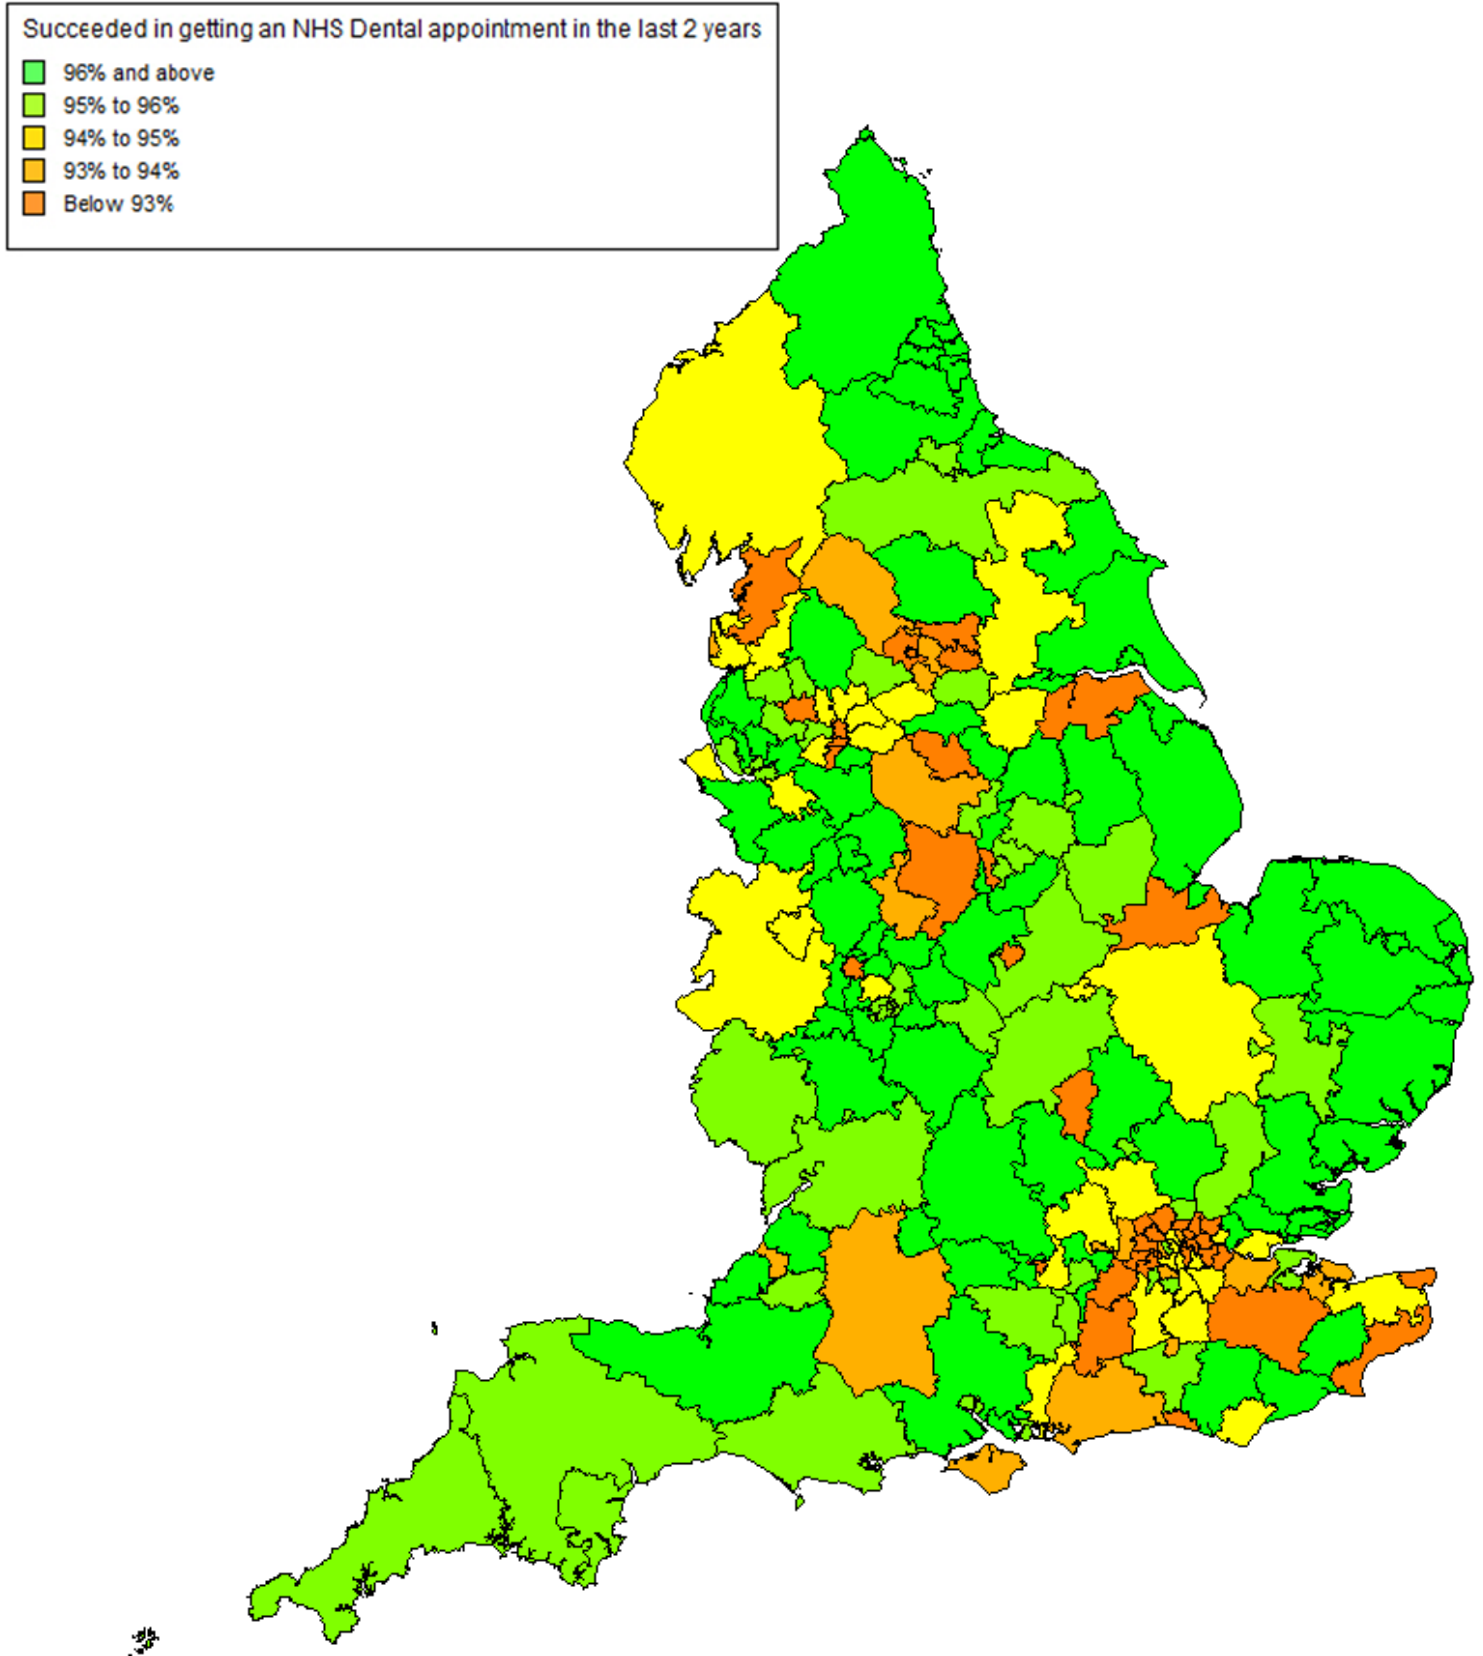 Succeeded in getting an NHS Dental appointment in the last 2 years
96% and above
95% to 96%
94% to 95%
93% to 94%
Below 93%